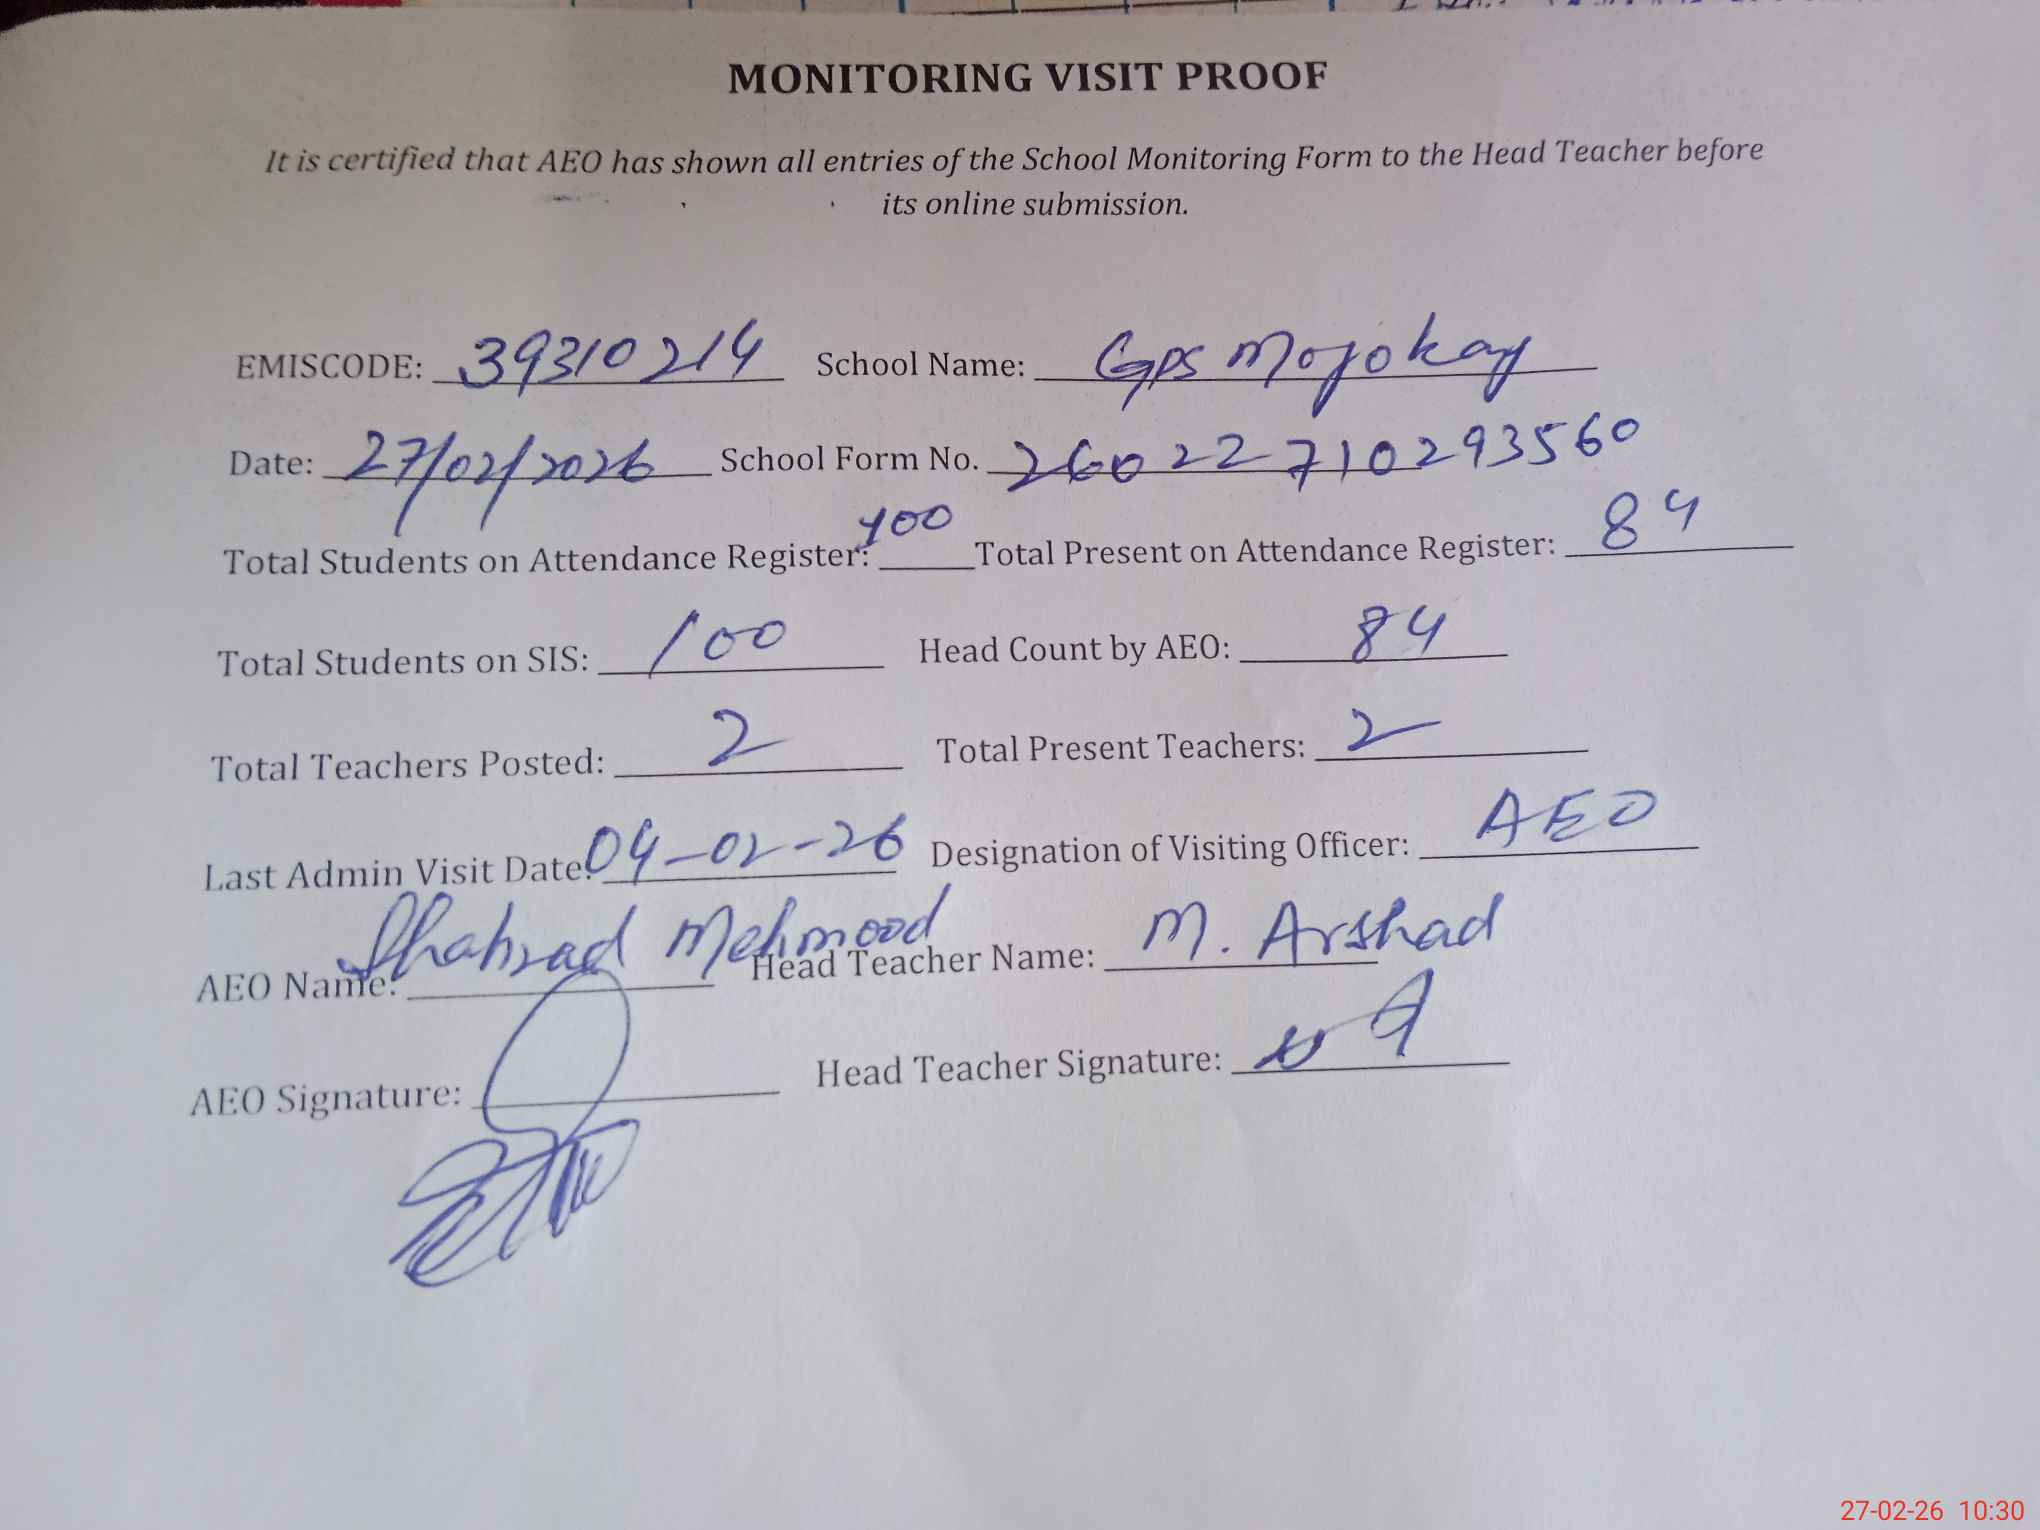 MONITORING VISIT PROOF
It is certified that AEO has shown all entries of the School Monitoring Form to the Head Teacher before
its online submission.
EMISCODE: 39310214 School Name: GPS Mojokay
Date: 27/02/2026 School Form No. 26022710293560
Total Students on Attendance Register: 100 Total Present on Attendance Register: 84
Total Students on SIS: 100 Head Count by AEO: 84
Total Teachers Posted: 2 Total Present Teachers: 2
Last Admin Visit Date: 04-02-26 Designation of Visiting Officer: AEO
AEO Name: Shahzad Mehmood Head Teacher Name: M. Arshad
AEO Signature: Head Teacher Signature:
27-02-26 10:30